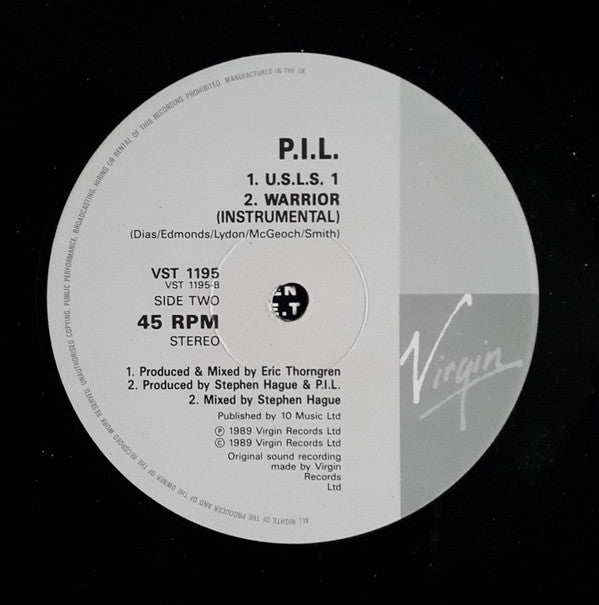 ALL RIGHTS OF THE PRODUCER AND OF THE OWNER OF THE RECORDED WORK RESERVED. UNAUTHORISED COPYING, PUBLIC PERFORMANCE, BROADCASTING, HIRING OR RENTAL OF THIS RECORDING PROHIBITED. MANUFACTURED IN THE UK
P.I.L.
1. U.S.L.S. 1
2. WARRIOR
(INSTRUMENTAL)
(Dias/Edmonds/Lydon/McGeoch/Smith)
VST 1195
VST 1195-B
SIDE TWO
45 RPM
STEREO
Virgin
1. Produced & Mixed by Eric Thorngren
2. Produced by Stephen Hague & P.I.L.
2. Mixed by Stephen Hague
Published by 10 Music Ltd
℗ 1989 Virgin Records Ltd
© 1989 Virgin Records Ltd
Original sound recording
made by Virgin
Records
Ltd